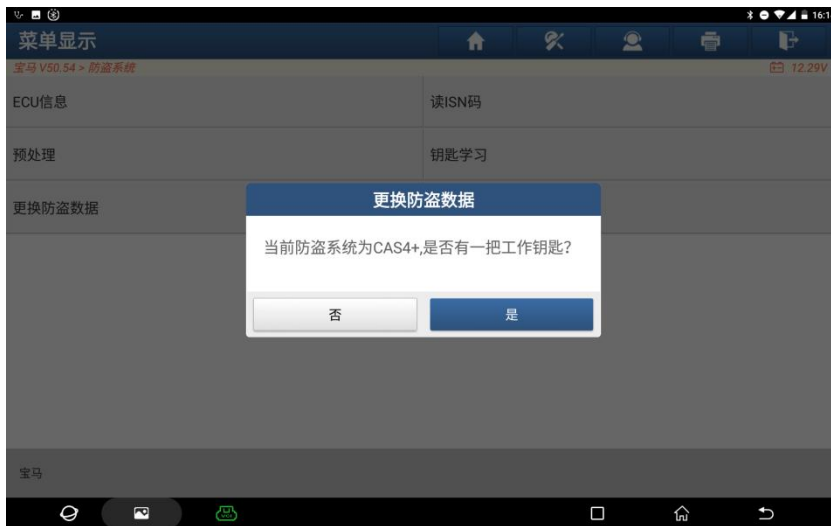 16:1
菜单显示
宝马 V50.54 > 防盗系统
12.29V
ECU信息
读ISN码
预处理
钥匙学习
更换防盗数据
更换防盗数据
当前防盗系统为CAS4+,是否有一把工作钥匙？
否
是
宝马